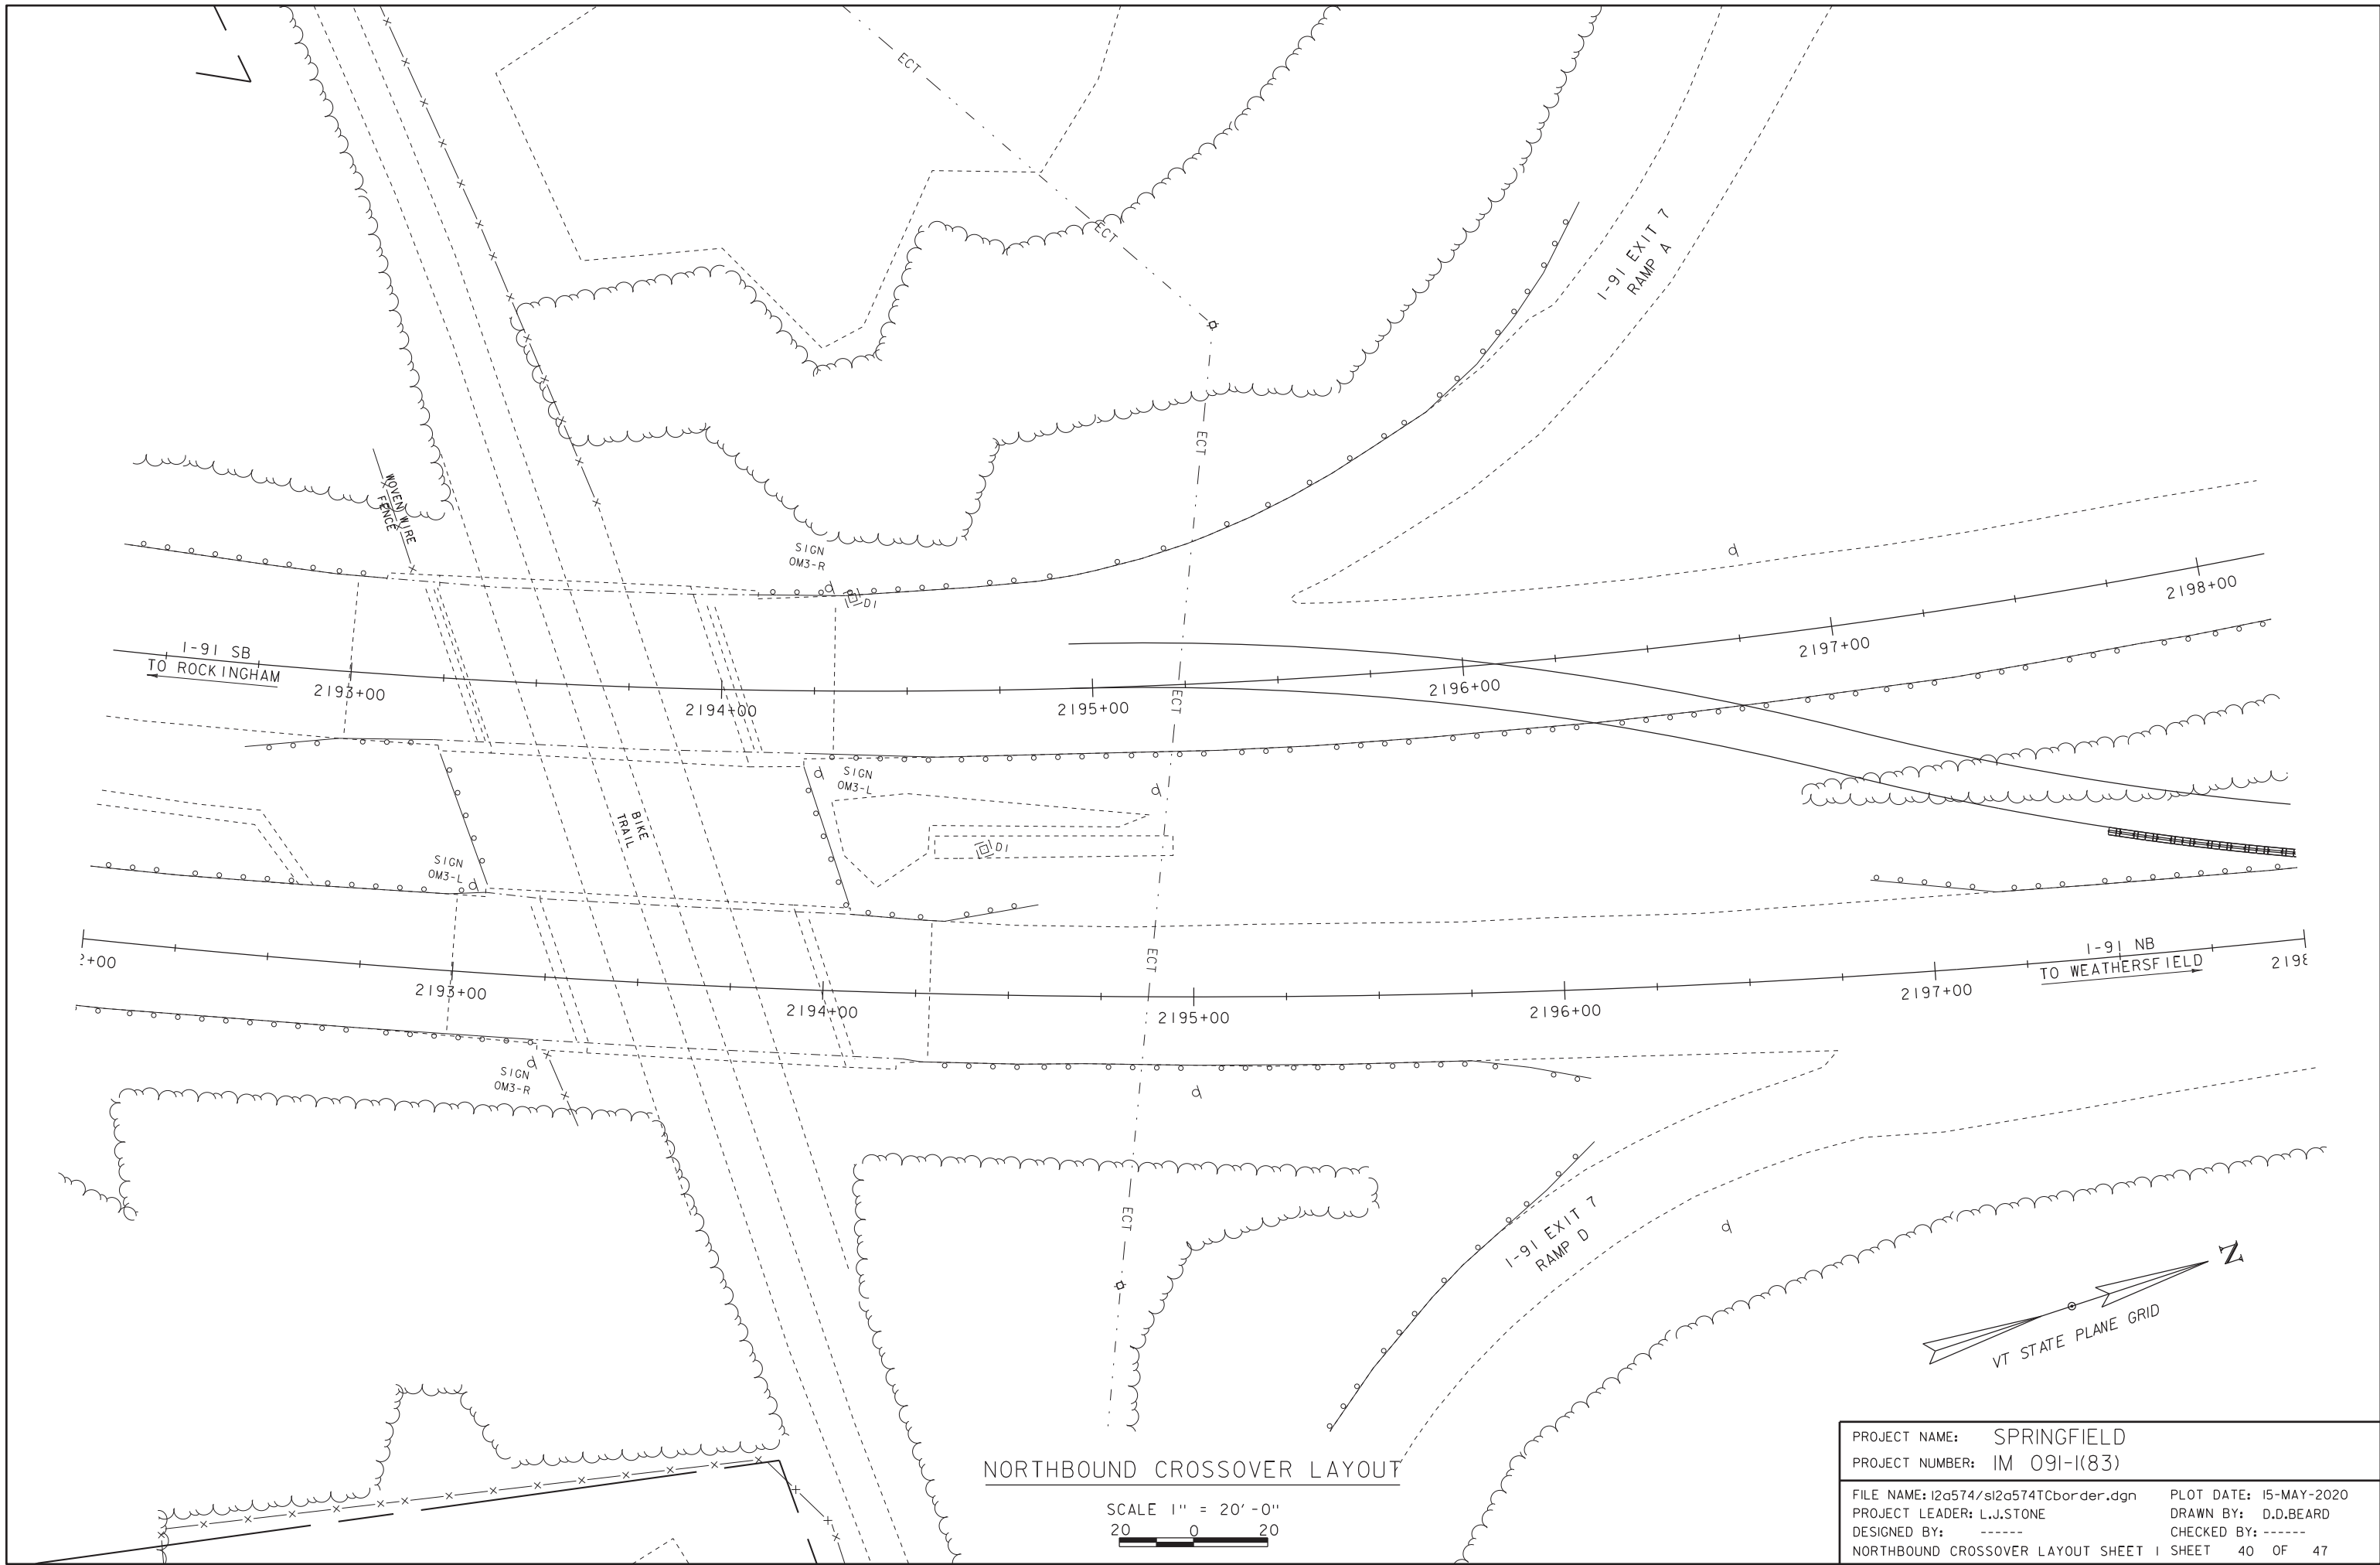 ECT
ECT
I-91 EXIT 7
RAMP A
ECT
WOVEN WIRE
FENCE
SIGN
OM3-R
DI
I-91 SB
TO ROCKINGHAM
2193+00
2194+00
2195+00
2196+00
2197+00
2198+00
ECT
SIGN
OM3-L
DI
BIKE
TRAIL
SIGN
OM3-L
2+00
2193+00
2194+00
2195+00
2196+00
2197+00
2198
ECT
I-91 NB
TO WEATHERSFIELD
SIGN
OM3-R
ECT
I-91 EXIT 7
RAMP D
N
VT STATE PLANE GRID
NORTHBOUND CROSSOVER LAYOUT
SCALE 1" = 20'-0"
20 0 20
PROJECT NAME: SPRINGFIELD
PROJECT NUMBER: IM 091-1(83)
FILE NAME: 12a574/s12a574TCborder.dgn PLOT DATE: 15-MAY-2020
PROJECT LEADER: L.J.STONE DRAWN BY: D.D.BEARD
DESIGNED BY: ------ CHECKED BY: ------
NORTHBOUND CROSSOVER LAYOUT SHEET 1 SHEET 40 OF 47